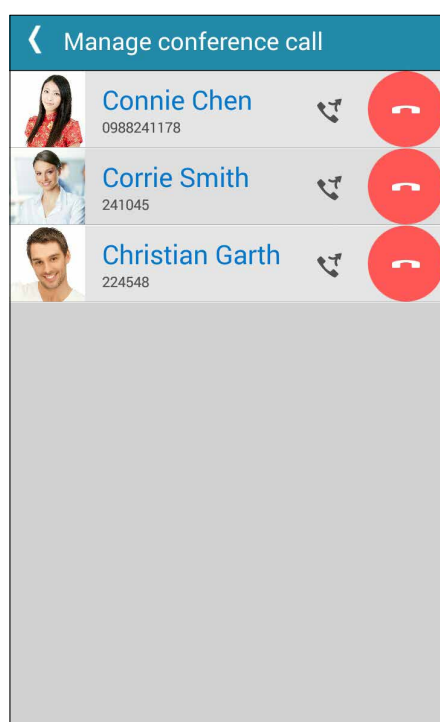 Manage conference call
Connie Chen
0988241178
Corrie Smith
241045
Christian Garth
224548